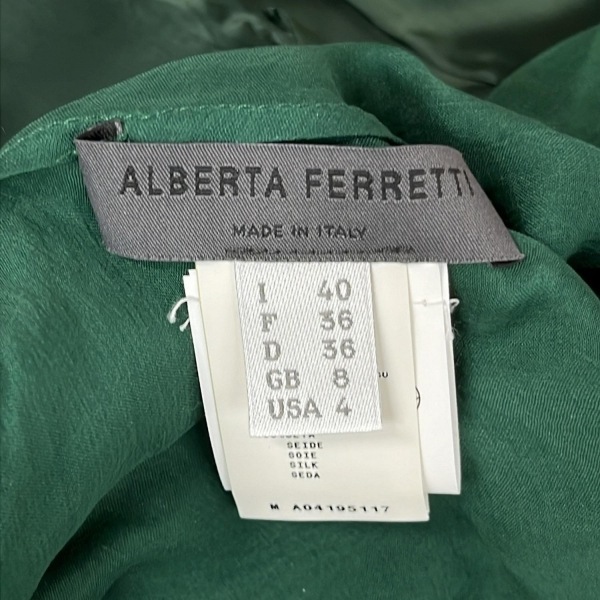 ALBERTA FERRETTI
MADE IN ITALY
I 40
F 36
D 36
GB 8
USA 4
SEIDE
SOIE
SILK
SEDA
M A04195117